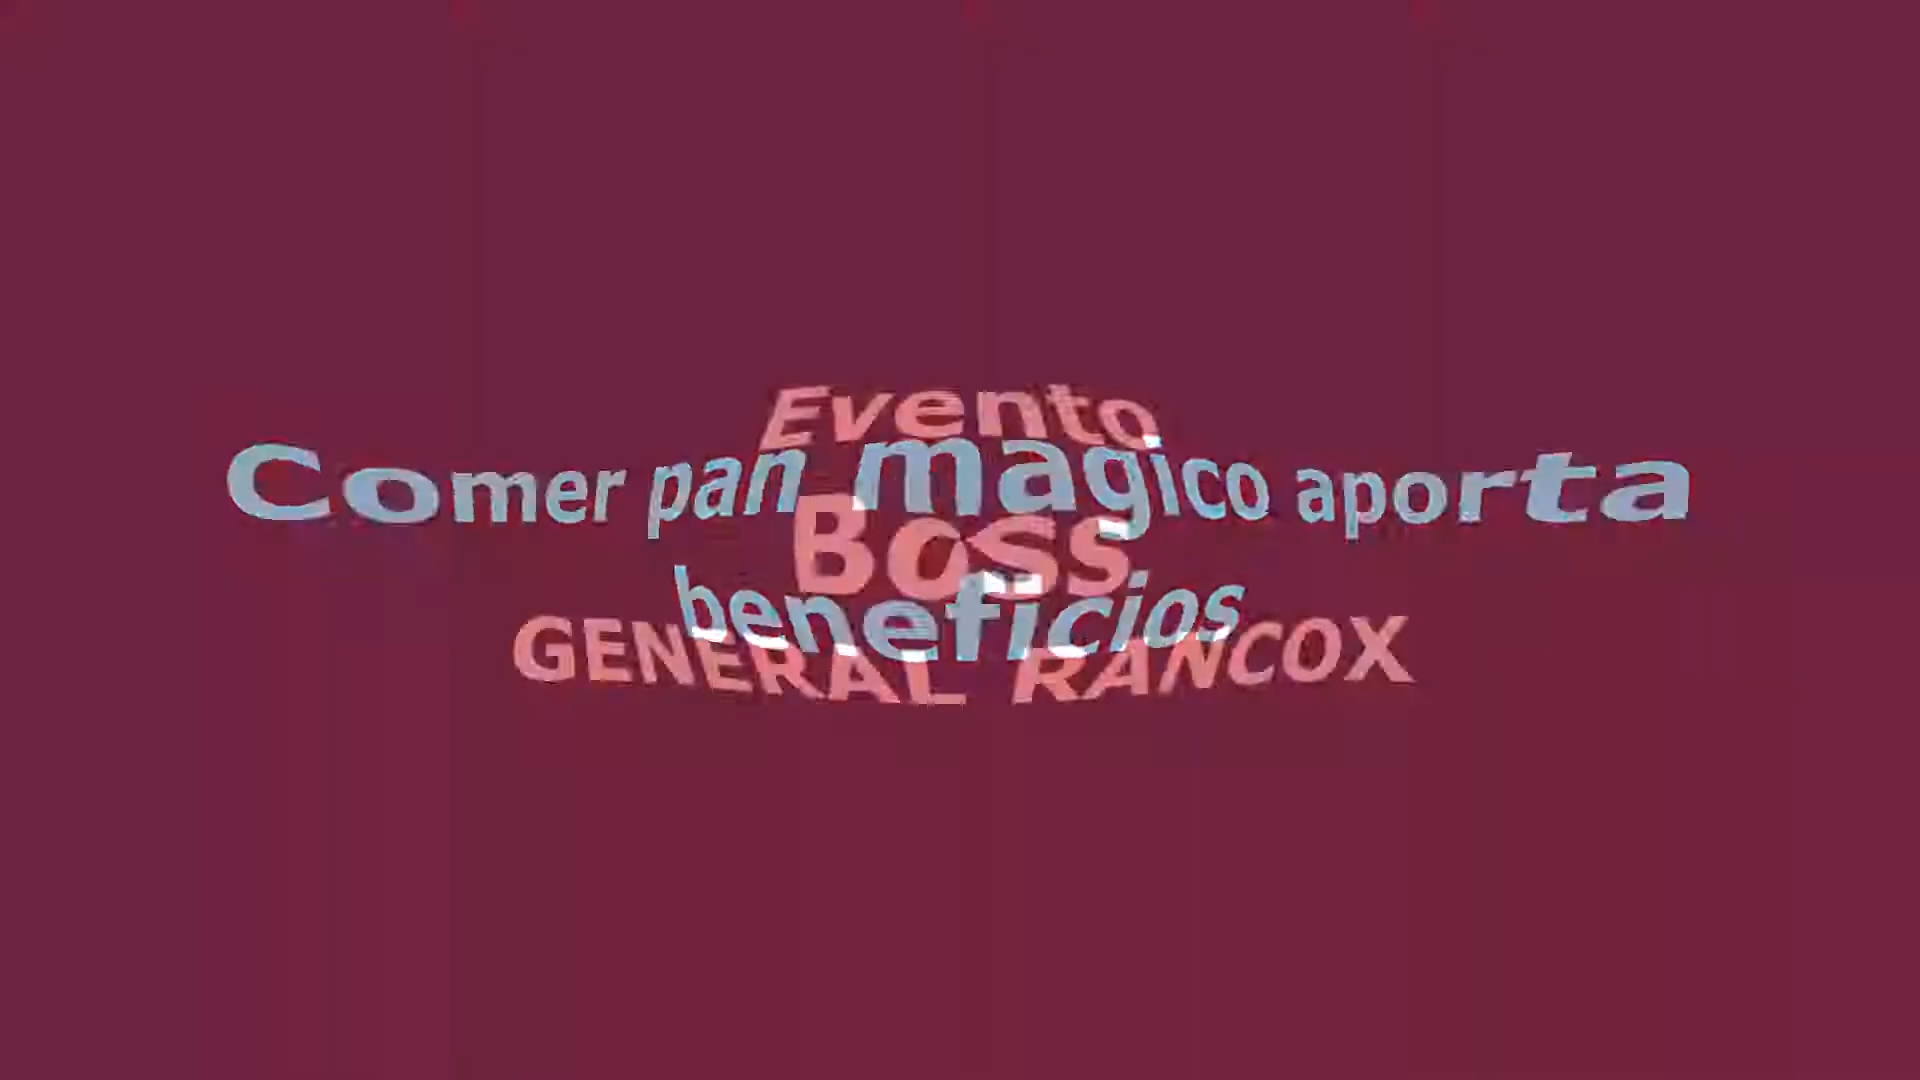 Evento
Comer pan magico aporta
Boss
beneficios
GENERAL RANCOX